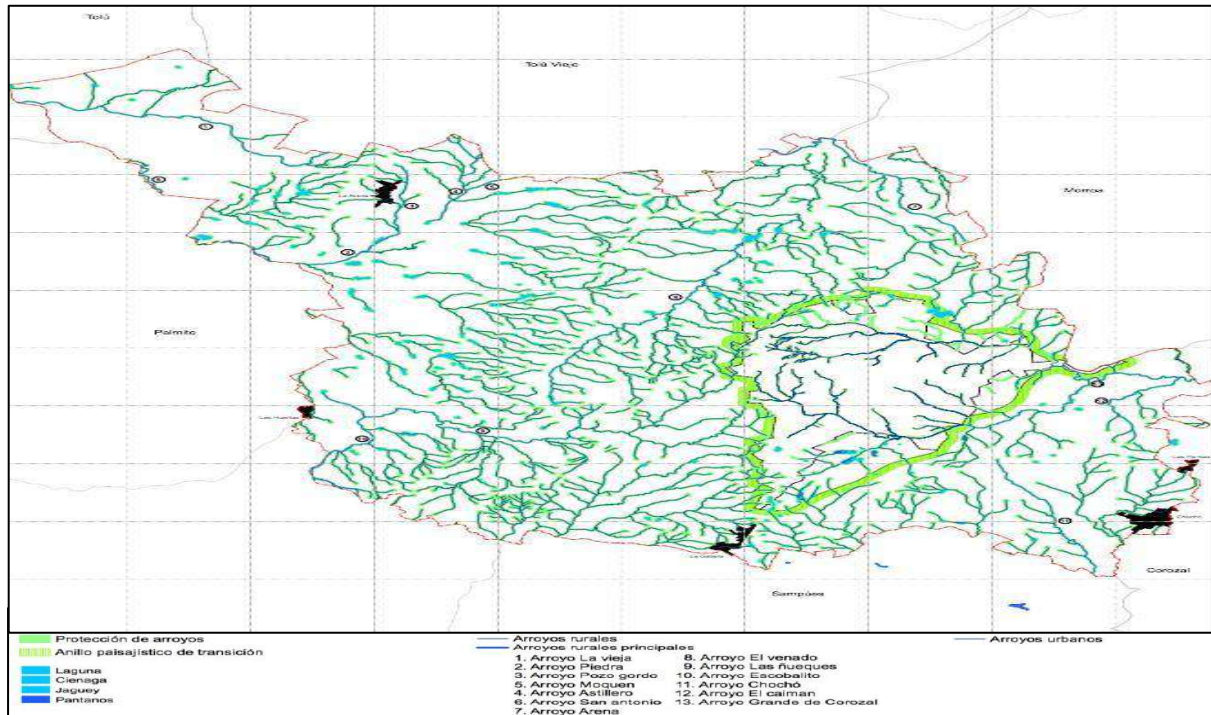 Tolú
Tolú Viejo
Morroa
Palmito
La Gallera
Chochó
Corozal
Sampúes
Protección de arroyos
Anillo paisajístico de transición
Laguna
Cienaga
Jaguey
Pantanos
Arroyos rurales
Arroyos rurales principales
1. Arroyo La vieja
2. Arroyo Piedra
3. Arroyo Pozo gordo
5. Arroyo Moquen
4. Arroyo Astillero
6. Arroyo San antonio
7. Arroyo Arena
8. Arroyo El venado
9. Arroyo Las ñueques
10. Arroyo Escobalito
11. Arroyo Chochó
12. Arroyo El caiman
13. Arroyo Grande de Corozal
Arroyos urbanos